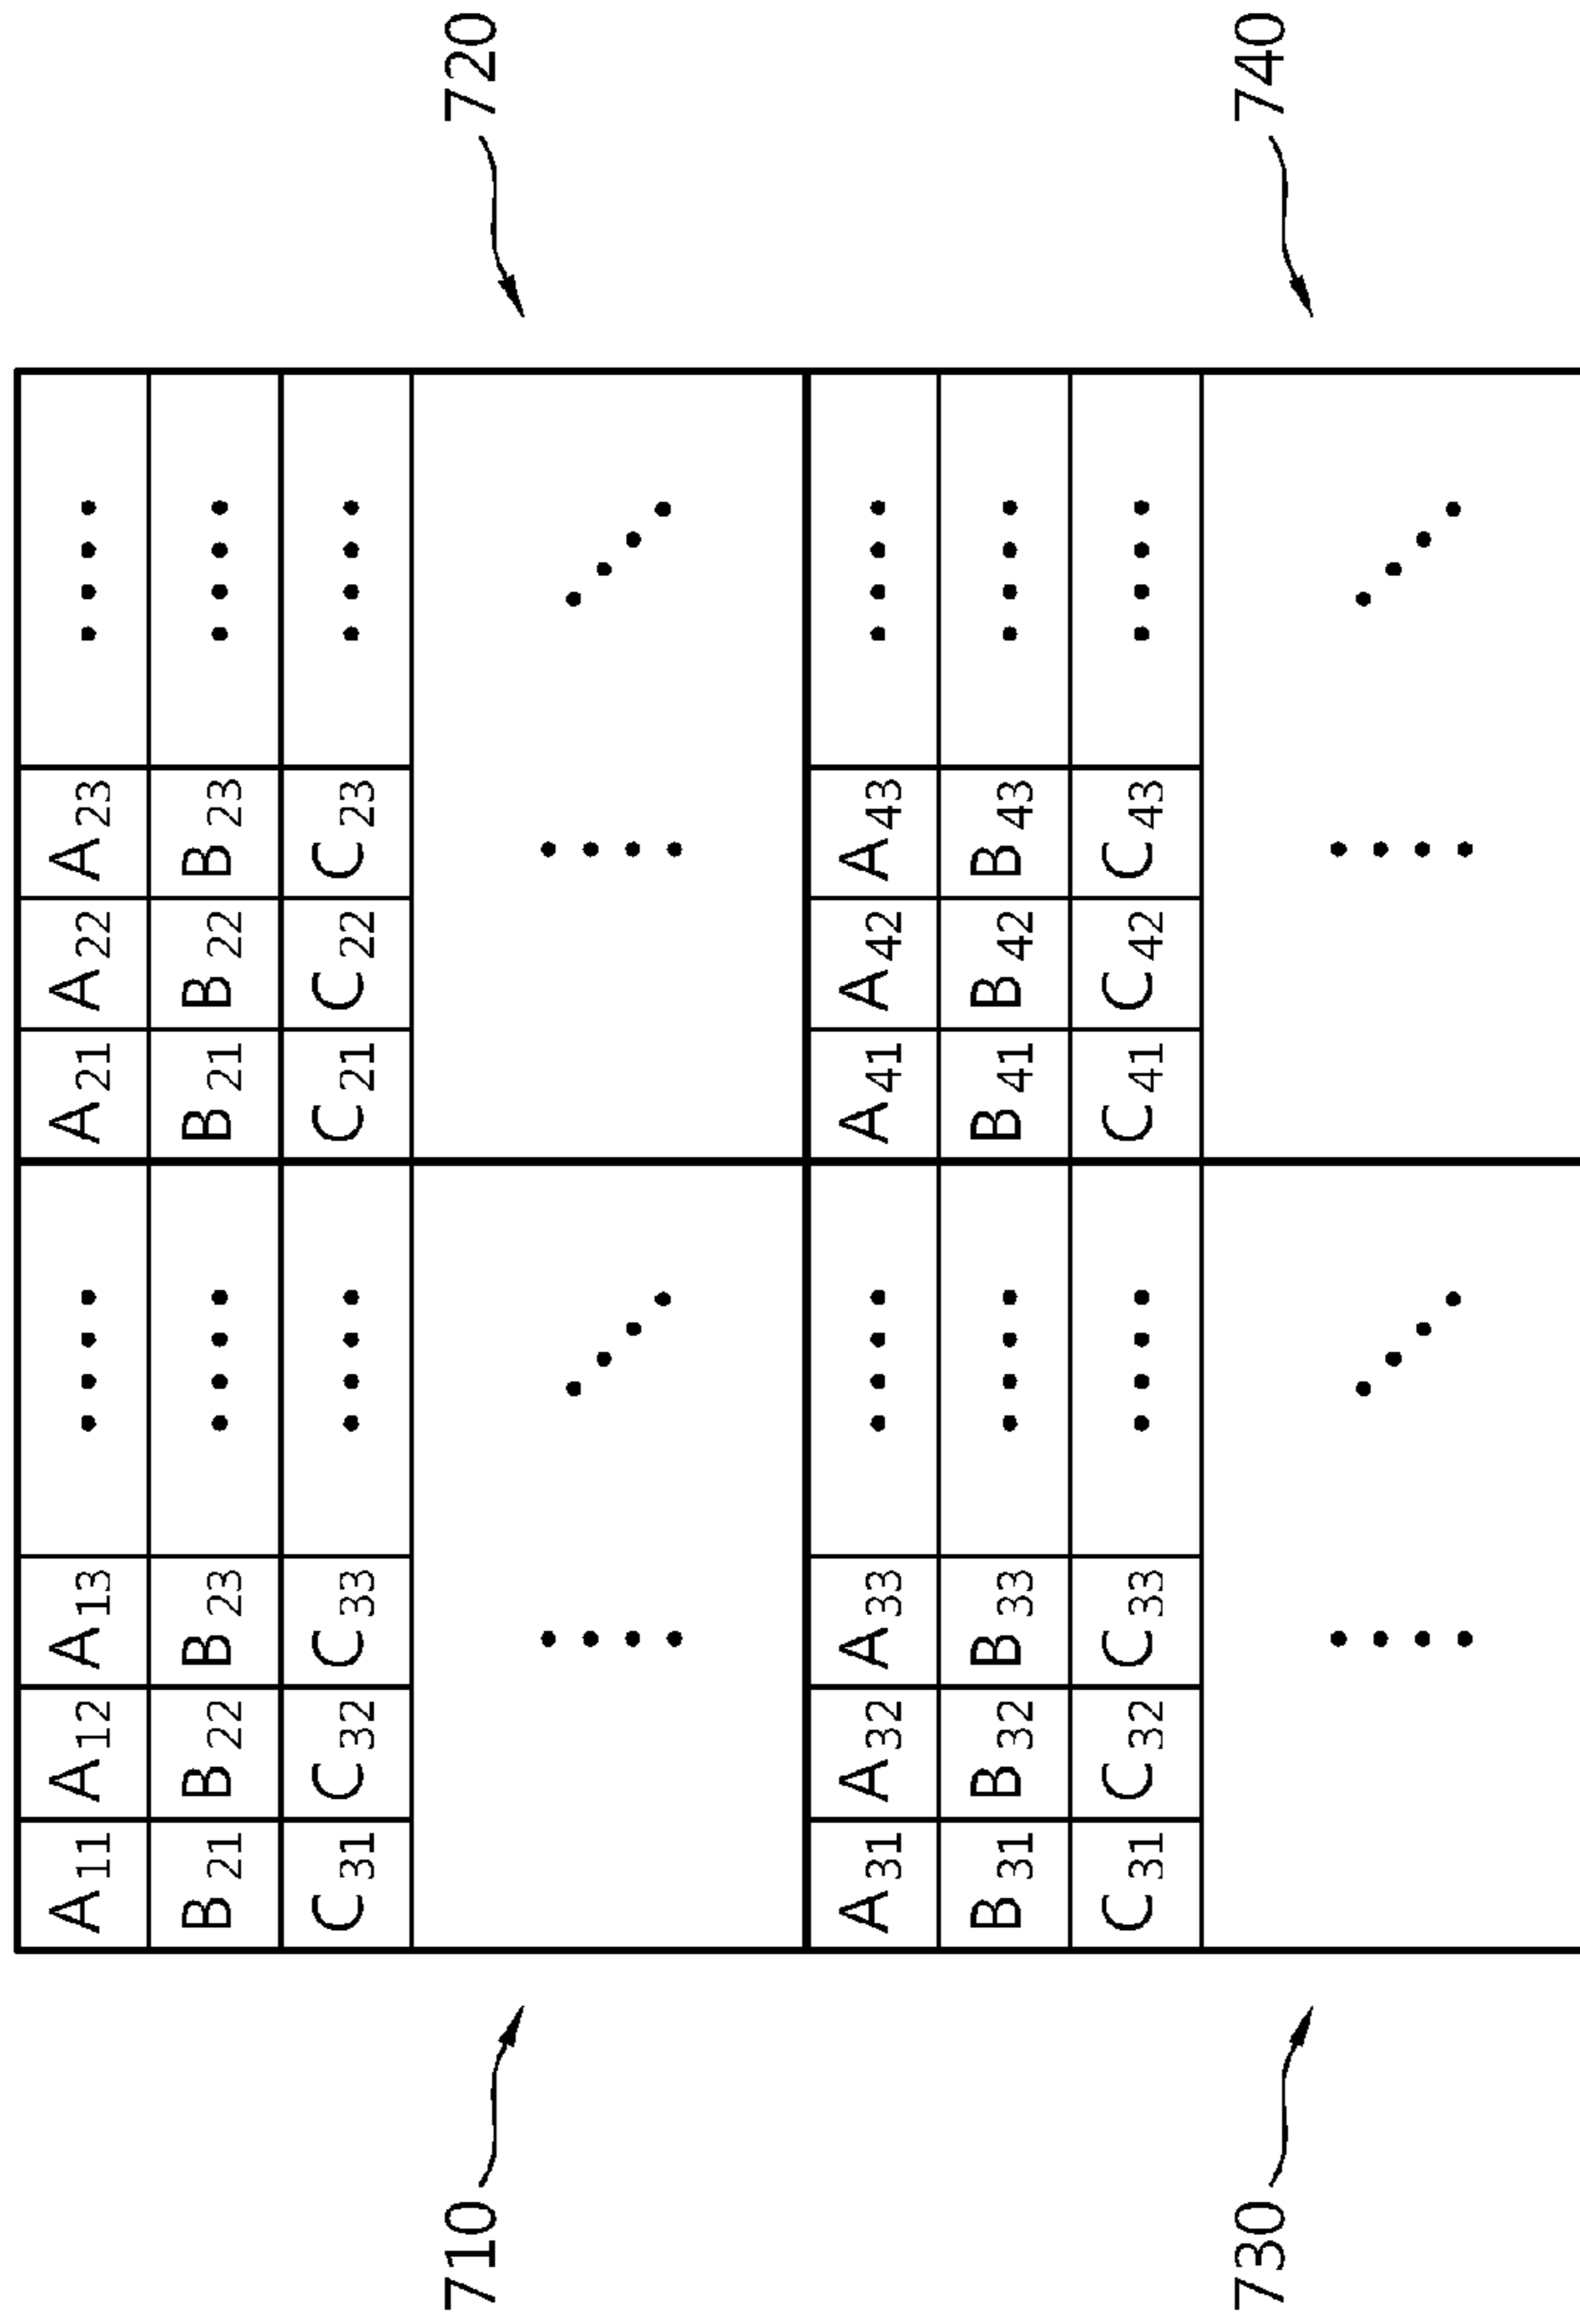 A11 A12 A13 .... A21 A22 A23 ....
B21 B22 B23 .... B21 B22 B23 ....
C31 C32 C33 .... C21 C22 C23 ....
710 720
A31 A32 A33 .... A41 A42 A43 ....
B31 B32 B33 .... B41 B42 B43 ....
C31 C32 C33 .... C41 C42 C43 ....
730 740